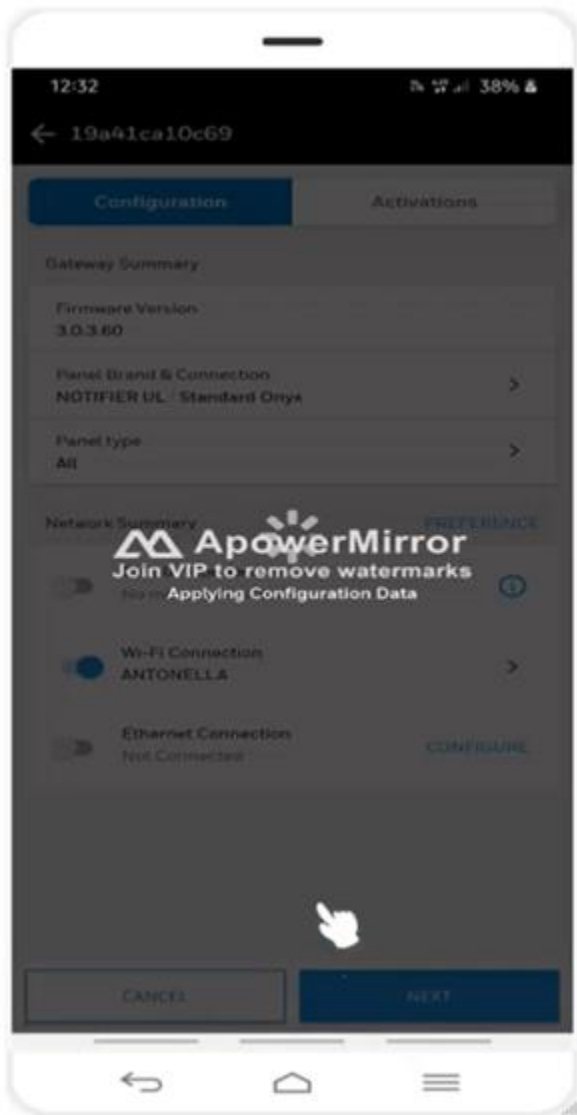 12:32
38%
19a41ca10c69
Configuration
Activations
Gateway Summary
Firmware Version
3.0.3.60
Panel Brand & Connection
NOTIFIER UL
Standard Onyx
Panel type
All
Network Summary
PREFERENCE
ApowerMirror
Join VIP to remove watermarks
Applying Configuration Data
Wi-Fi Connection
ANTONELLA
Ethernet Connection
Not Connected
CONFIGURE
CANCEL
NEXT